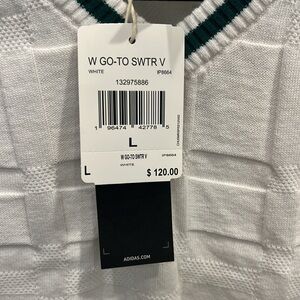 W GO-TO SWTR V
WHITE IP8664
132975886
1 96474 42778 5
L
W GO-TO SWTR V IP8664
WHITE
L $ 120.00
ADIDAS.COM